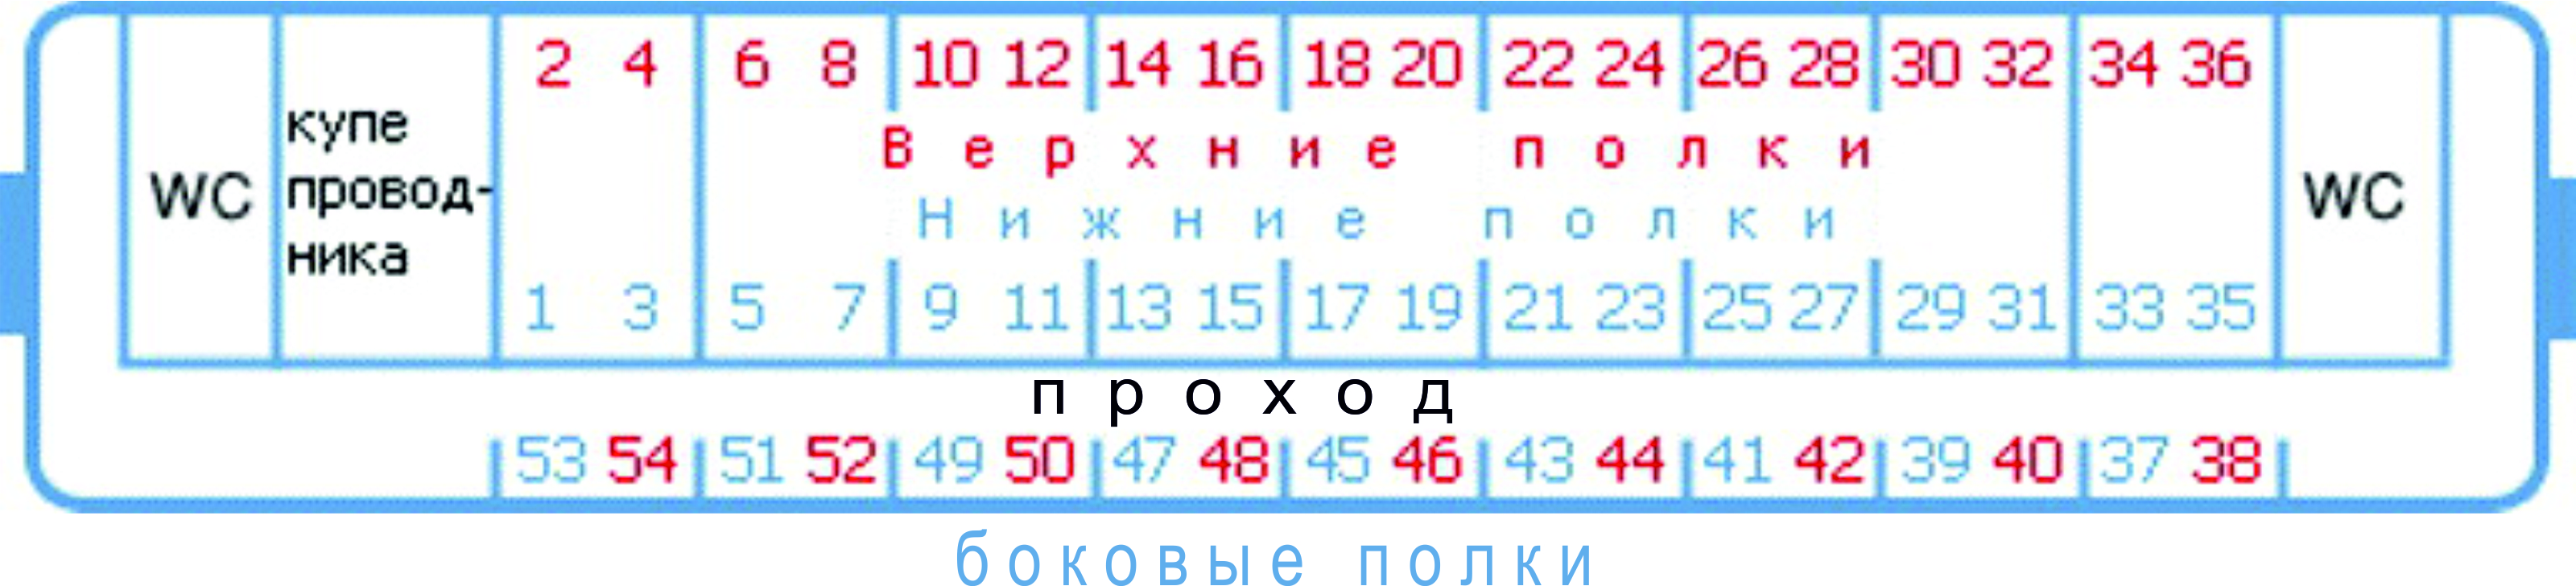 2 4 6 8 10 12 14 16 18 20 22 24 26 28 30 32 34 36
WC
купе
провод-
ника
Верхние полки
Нижние полки
WC
1 3 5 7 9 11 13 15 17 19 21 23 25 27 29 31 33 35
проход
53 54 51 52 49 50 47 48 45 46 43 44 41 42 39 40 37 38
боковые полки